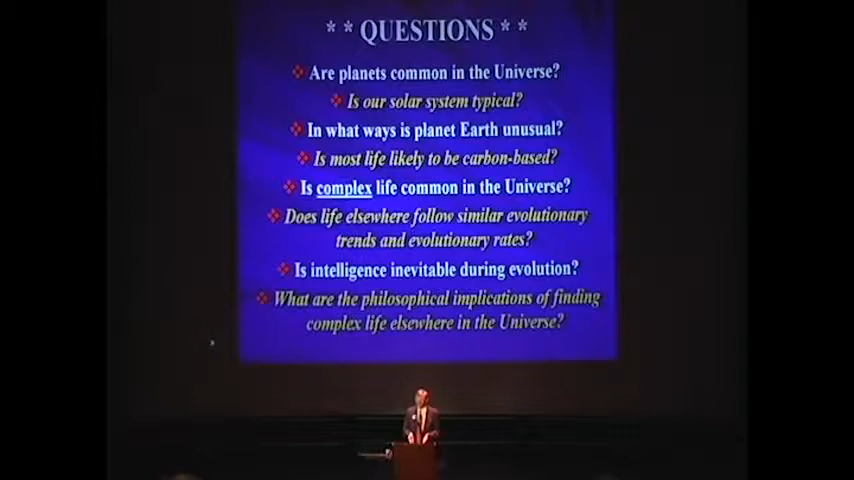 * * QUESTIONS * *
Are planets common in the Universe?
Is our solar system typical?
In what ways is planet Earth unusual?
Is most life likely to be carbon-based?
Is complex life common in the Universe?
Does life elsewhere follow similar evolutionary
trends and evolutionary rates?
Is intelligence inevitable during evolution?
What are the philosophical implications of finding
complex life elsewhere in the Universe?